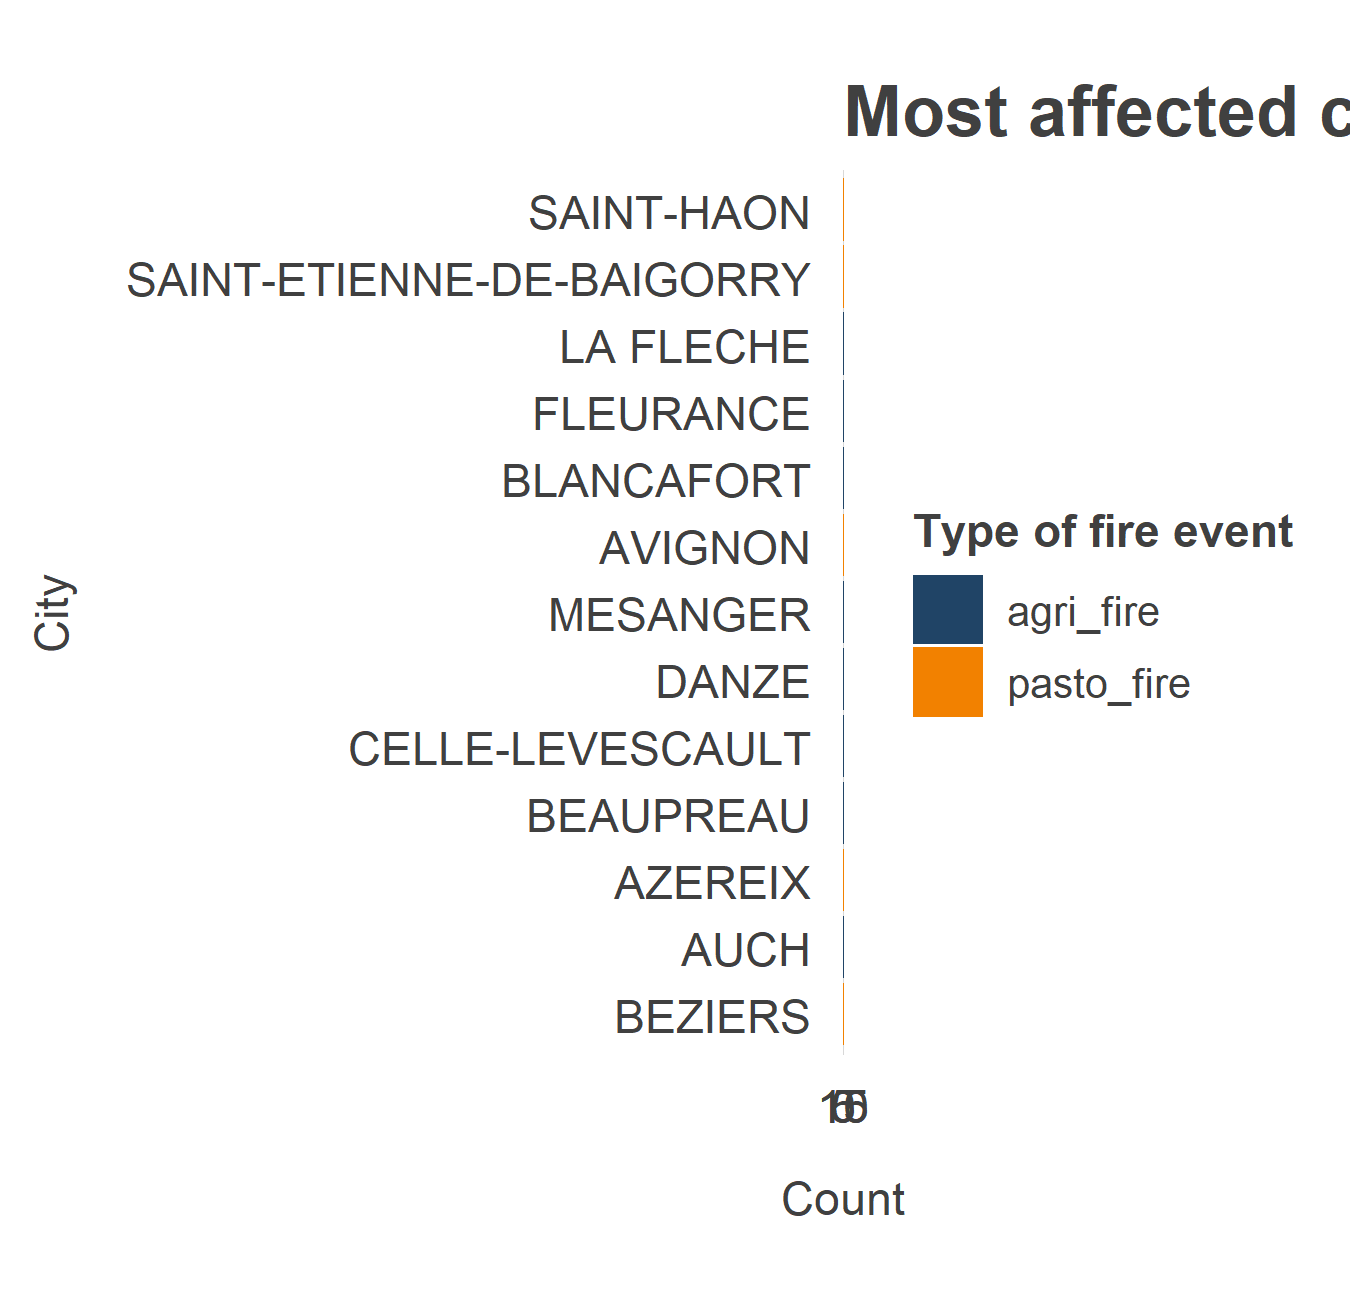 Most affected c
SAINT-HAON
SAINT-ETIENNE-DE-BAIGORRY
LA FLECHE
FLEURANCE
BLANCAFORT
AVIGNON
MESANGER
DANZE
CELLE-LEVESCAULT
BEAUPREAU
AZEREIX
AUCH
BEZIERS
City
Count
Type of fire event
agri_fire
pasto_fire